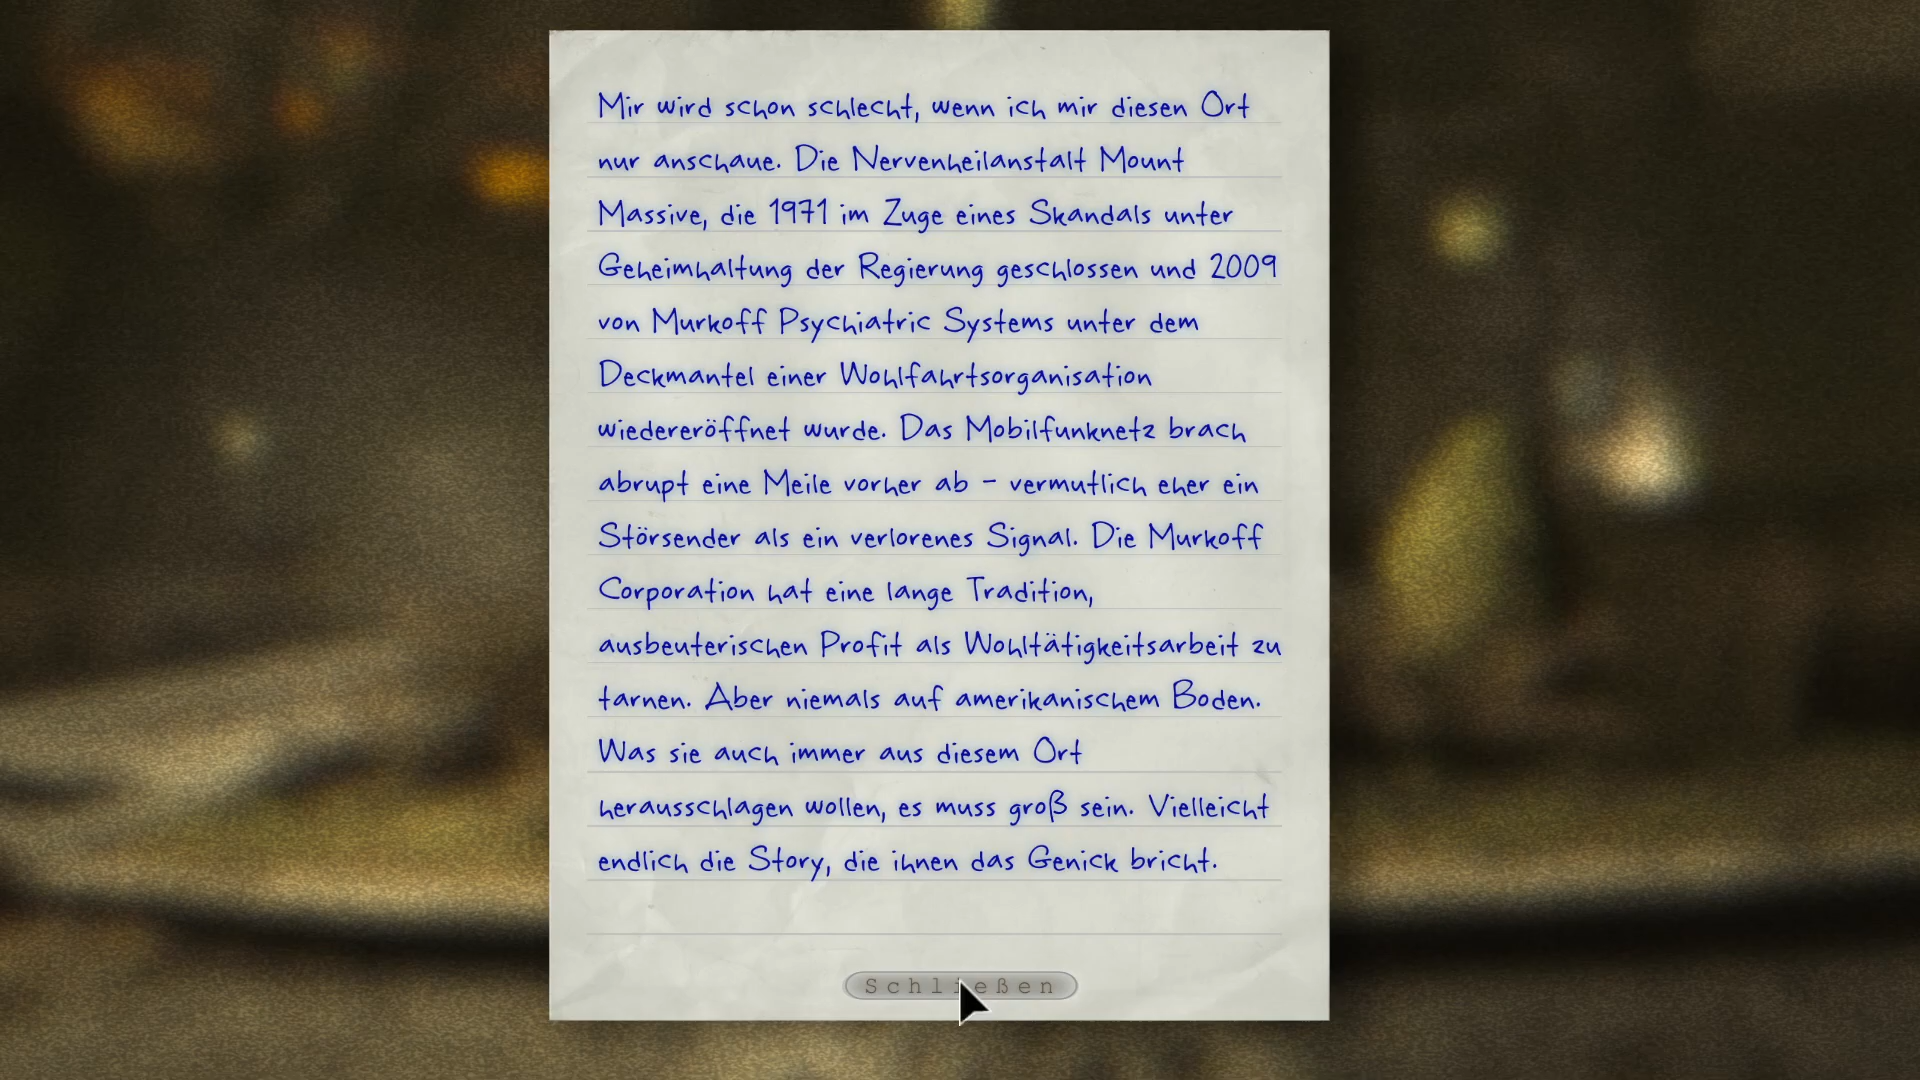 Mir wird schon schlecht, wenn ich mir diesen Ort
nur anschaue. Die Nervenheilanstalt Mount
Massive, die 1971 im Zuge eines Skandals unter
Geheimhaltung der Regierung geschlossen und 2009
von Murkoff Psychiatric Systems unter dem
Deckmantel einer Wohlfahrtsorganisation
wiedereröffnet wurde. Das Mobilfunknetz brach
abrupt eine Meile vorher ab - vermutlich eher ein
Störsender als ein verlorenes Signal. Die Murkoff
Corporation hat eine lange Tradition,
ausbeuterischen Profit als Wohltätigkeitsarbeit zu
tarnen. Aber niemals auf amerikanischem Boden.
Was sie auch immer aus diesem Ort
herausschlagen wollen, es muss groß sein. Vielleicht
endlich die Story, die ihnen das Genick bricht.
Schließen